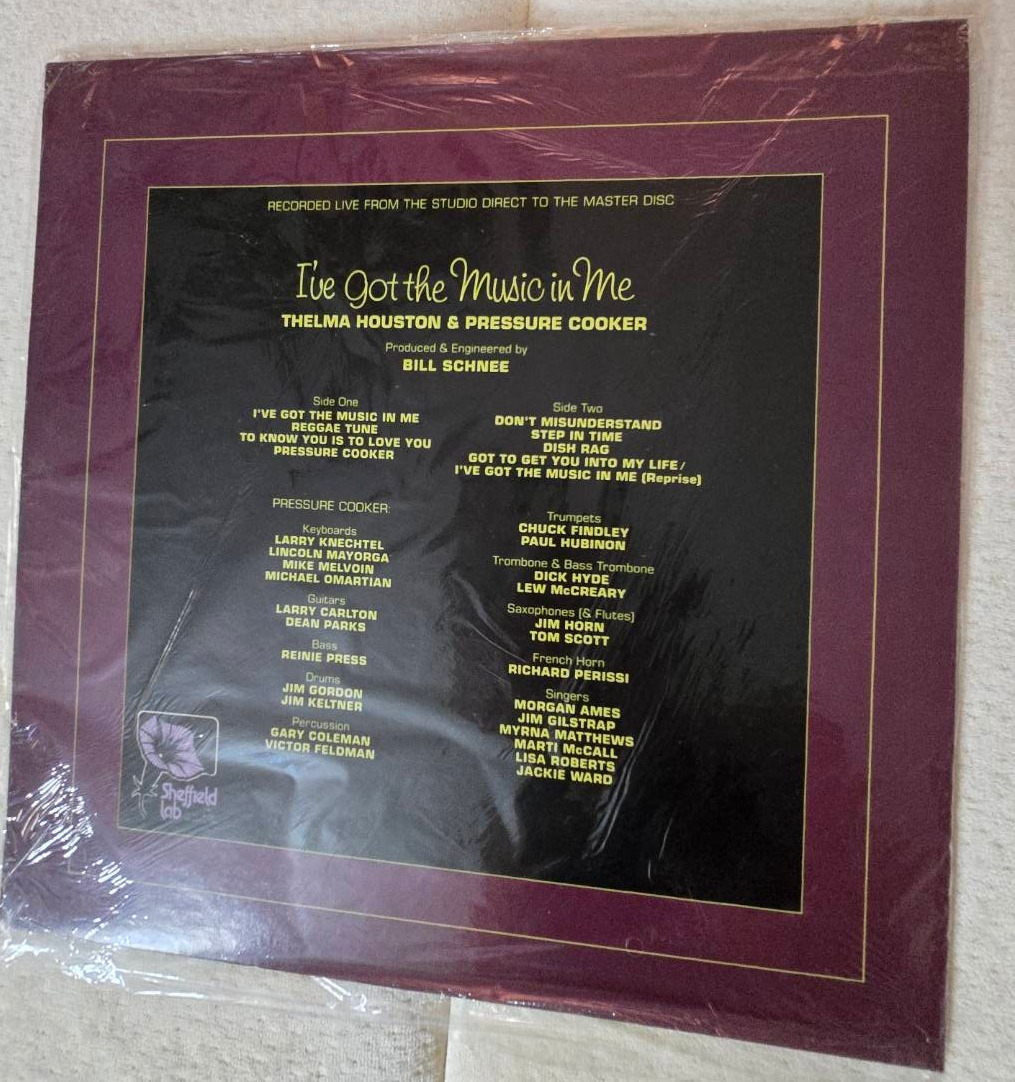 RECORDED LIVE FROM THE STUDIO DIRECT TO THE MASTER DISC
I've Got the Music in Me
THELMA HOUSTON & PRESSURE COOKER
Produced & Engineered by
BILL SCHNEE
Side One
I'VE GOT THE MUSIC IN ME
REGGAE TUNE
TO KNOW YOU IS TO LOVE YOU
PRESSURE COOKER
Side Two
DON'T MISUNDERSTAND
STEP IN TIME
DISH RAG
GOT TO GET YOU INTO MY LIFE/
I'VE GOT THE MUSIC IN ME (Reprise)
PRESSURE COOKER:
Keyboards
LARRY KNECHTEL
LINCOLN MAYORGA
MIKE MELVOIN
MICHAEL OMARTIAN
Guitars
LARRY CARLTON
DEAN PARKS
Bass
REINIE PRESS
Drums
JIM GORDON
JIM KELTNER
Percussion
GARY COLEMAN
VICTOR FELDMAN
Trumpets
CHUCK FINDLEY
PAUL HUBINON
Trombone & Bass Trombone
DICK HYDE
LEW McCREARY
Saxophones (& Flutes)
JIM HORN
TOM SCOTT
French Horn
RICHARD PERISSI
Singers
MORGAN AMES
JIM GILSTRAP
MYRNA MATTHEWS
MARTI McCALL
LISA ROBERTS
JACKIE WARD
Sheffield
lab